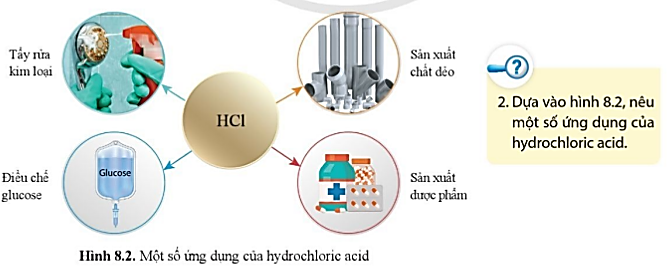 Tẩy rửa
kim loại
Sản xuất
chất dẻo
HCl
Điều chế
glucose
Glucose
Sản xuất
dược phẩm
Hình 8.2. Một số ứng dụng của hydrochloric acid
?
2. Dựa vào hình 8.2, nêu
một số ứng dụng của
hydrochloric acid.